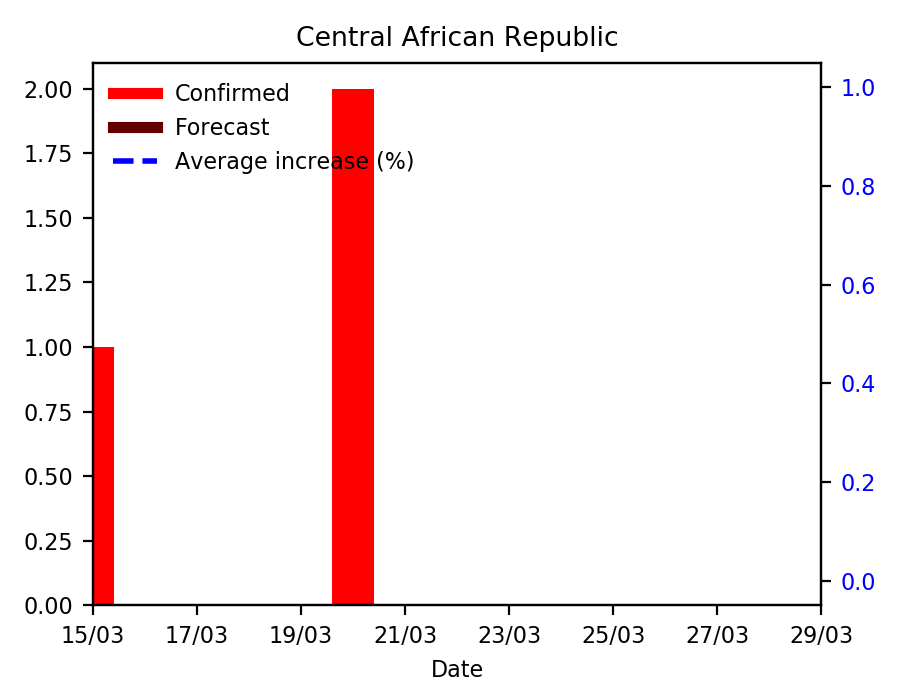 Central African Republic
Confirmed
Forecast
Average increase (%)
2.00
1.75
1.50
1.25
1.00
0.75
0.50
0.25
0.00
1.0
0.8
0.6
0.4
0.2
0.0
15/03 17/03 19/03 21/03 23/03 25/03 27/03 29/03
Date